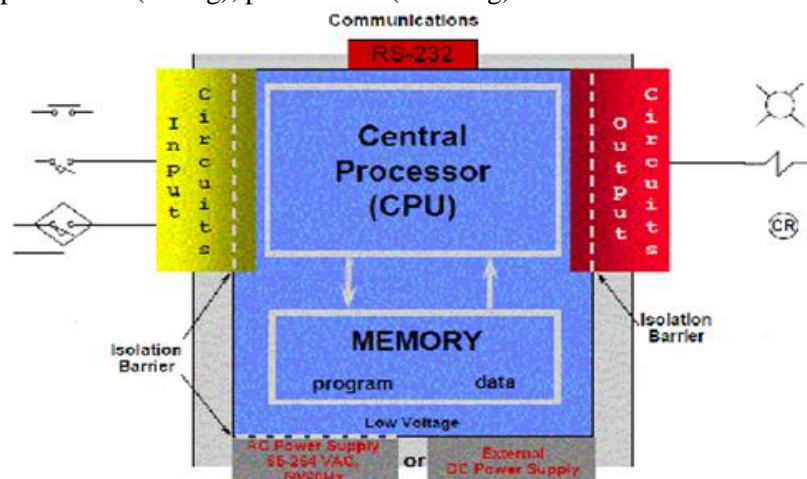 Communications
RS-232
Input
Circuits
Central
Processor
(CPU)
Output
Circuits
CR
Isolation
Barrier
Isolation
Barrier
MEMORY
program data
Low Voltage
AC Power Supply
or
External
DC Power Supply